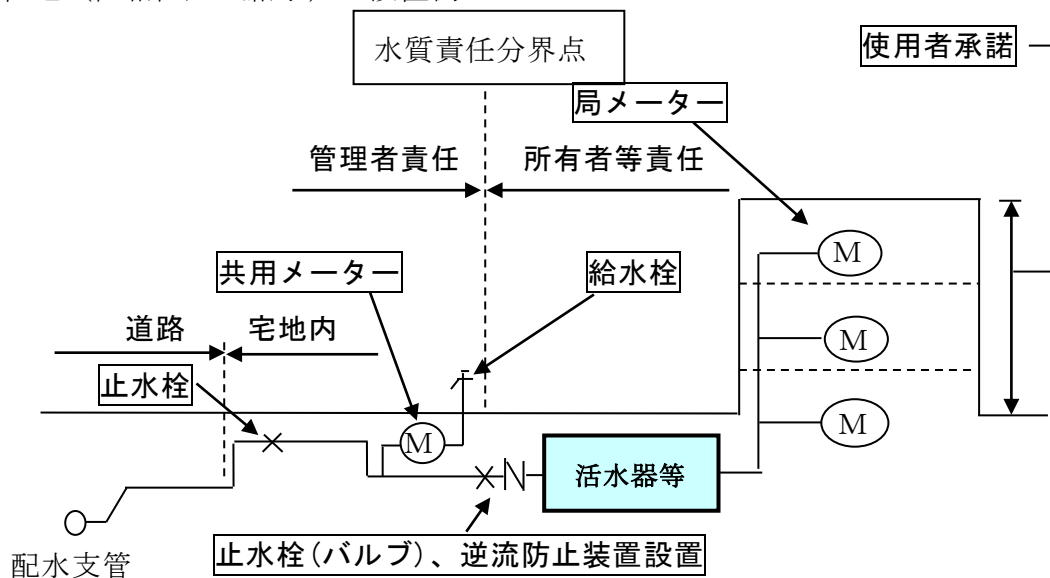 水質責任分界点
使用者承諾
局メーター
管理者責任
所有者等責任
共用メーター
給水栓
道路
宅地内
止水栓
M
M
M
M
活水器等
止水栓(バルブ)、逆流防止装置設置
配水支管